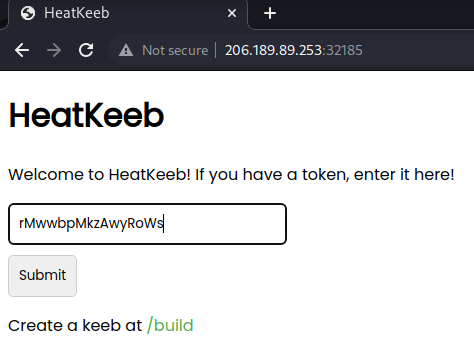 HeatKeeb
Not secure 206.189.89.253:32185
HeatKeeb
Welcome to HeatKeeb! If you have a token, enter it here!
rMwwbpMkzAwyRoWs
Submit
Create a keeb at /build